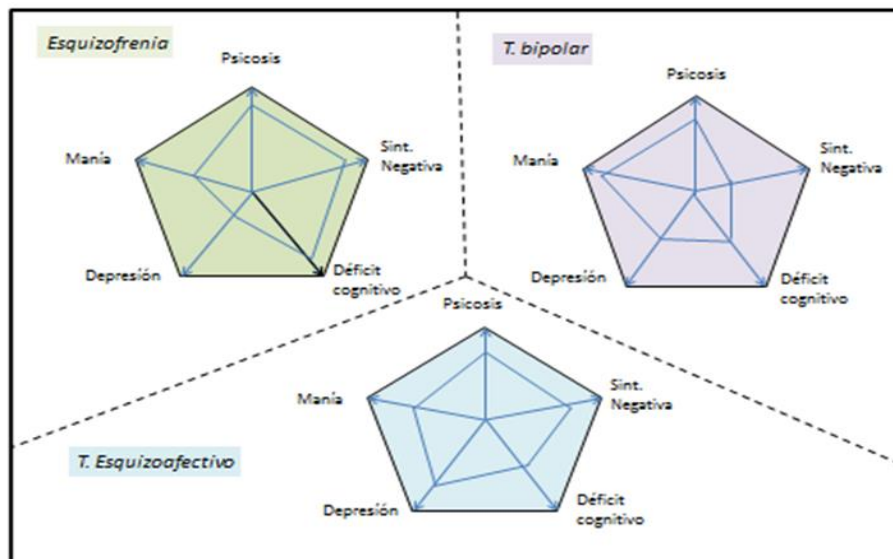 Esquizofrenia
Psicosis
Manía
Sint.
Negativa
Depresión
Déficit
cognitivo
T. bipolar
Psicosis
Manía
Sint.
Negativa
Depresión
Déficit
cognitivo
T. Esquizoafectivo
Psicosis
Manía
Sint.
Negativa
Depresión
Déficit
cognitivo